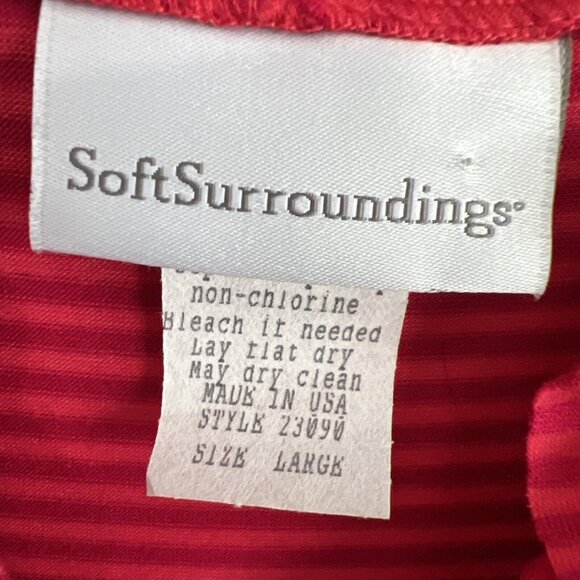 SoftSurroundings®
non-chlorine
Bleach if needed
Lay flat dry
May dry clean
MADE IN USA
STYLE 23090
SIZE LARGE